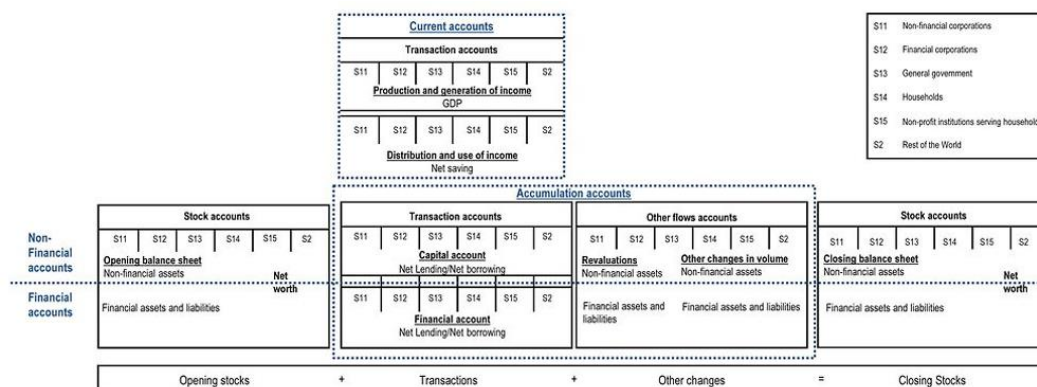 Current accounts
Transaction accounts
S11 S12 S13 S14 S15 S2
Production and generation of income
GDP
S11 S12 S13 S14 S15 S2
Distribution and use of income
Net saving
S11 Non-financial corporations
S12 Financial corporations
S13 General government
S14 Households
S15 Non-profit institutions serving household
S2 Rest of the World
Accumulation accounts
Stock accounts Transaction accounts Other flows accounts Stock accounts
Non-
Financial
accounts
S11 S12 S13 S14 S15 S2 S11 S12 S13 S14 S15 S2 S11 S12 S13 S14 S15 S2 S11 S12 S13 S14 S15 S2
Opening balance sheet Capital account Revaluations Other changes in volume Closing balance sheet
Non-financial assets Net Lending/Net borrowing Non-financial assets Non-financial assets Non-financial assets
Net
worth
Net
worth
Financial
accounts
S11 S12 S13 S14 S15 S2
Financial assets and liabilities Financial account Financial assets and
liabilities
Financial assets and liabilities Financial assets and liabilities
Net Lending/Net borrowing
Opening stocks + Transactions + Other changes = Closing Stocks